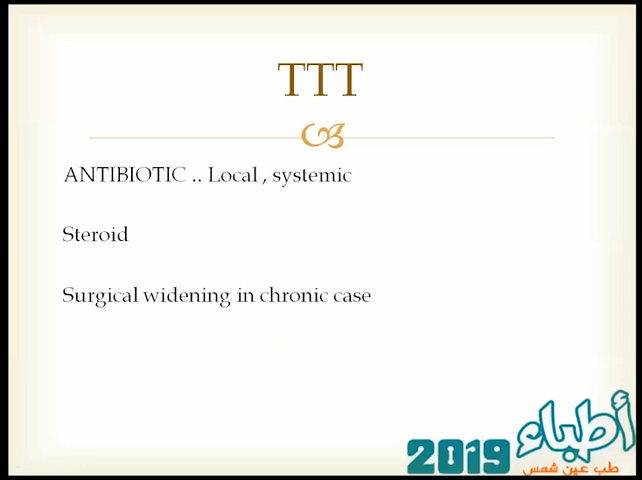 TTT
ANTIBIOTIC .. Local , systemic
Steroid
Surgical widening in chronic case
أطباء
2019
طب عين شمس